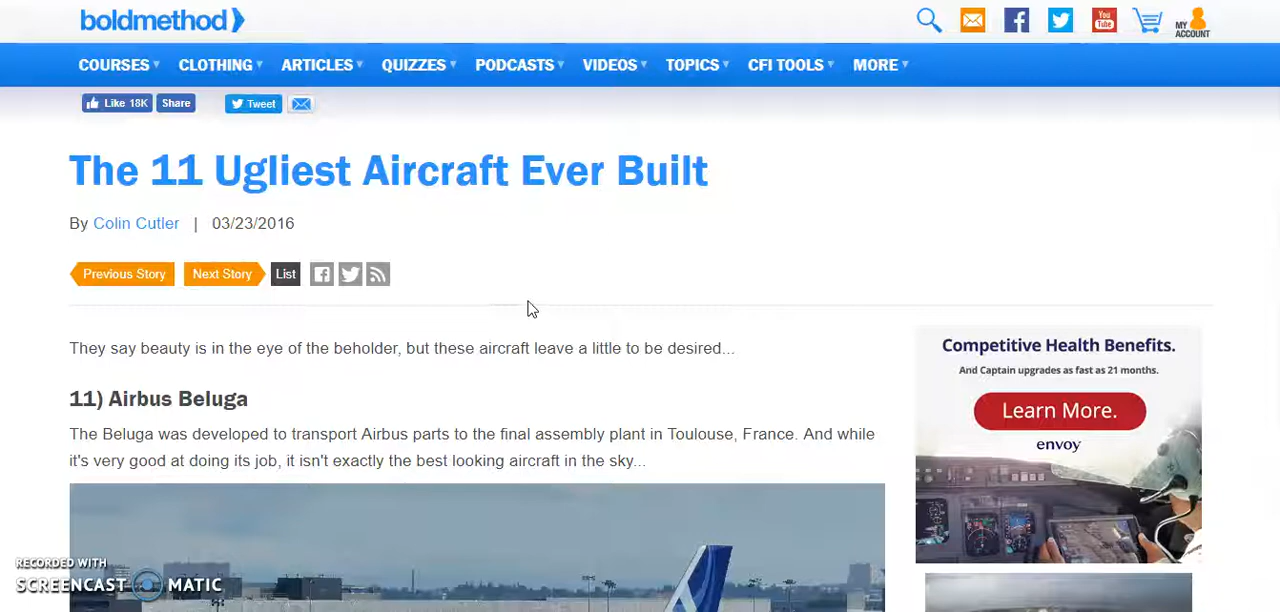 boldmethod
MY ACCOUNT
COURSES CLOTHING ARTICLES QUIZZES PODCASTS VIDEOS TOPICS CFI TOOLS MORE
Like 18K Share Tweet
The 11 Ugliest Aircraft Ever Built
By Colin Cutler | 03/23/2016
Previous Story Next Story List
They say beauty is in the eye of the beholder, but these aircraft leave a little to be desired...
11) Airbus Beluga
The Beluga was developed to transport Airbus parts to the final assembly plant in Toulouse, France. And while
it's very good at doing its job, it isn't exactly the best looking aircraft in the sky...
Competitive Health Benefits.
And Captain upgrades as fast as 21 months.
Learn More.
envoy
RECORDED WITH
SCREENCAST MATIC
You
Tube